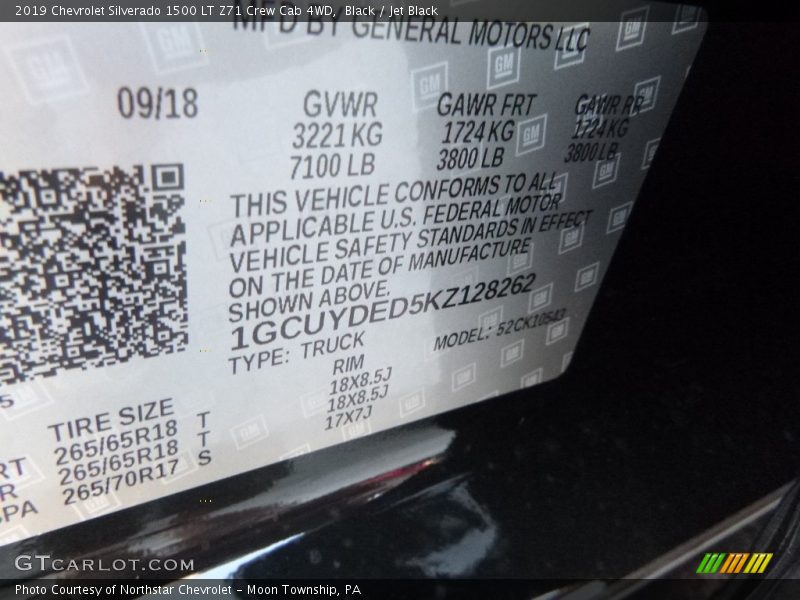 2019 Chevrolet Silverado 1500 LT Z71 Crew Cab 4WD, Black / Jet Black
MFD BY GENERAL MOTORS LLC
09/18 GVWR GAWR FRT GAWR RR
3221 KG 1724 KG 1724 KG
7100 LB 3800 LB 3800 LB
THIS VEHICLE CONFORMS TO ALL
APPLICABLE U.S. FEDERAL MOTOR
VEHICLE SAFETY STANDARDS IN EFFECT
ON THE DATE OF MANUFACTURE
SHOWN ABOVE.
1GCUYDED5KZ128262
TYPE: TRUCK MODEL: 52CK10543
TIRE SIZE RIM
265/65R18 T 18X8.5J
265/65R18 T 18X8.5J
265/70R17 S 17X7J
GTCARLOT.COM
Photo Courtesy of Northstar Chevrolet – Moon Township, PA